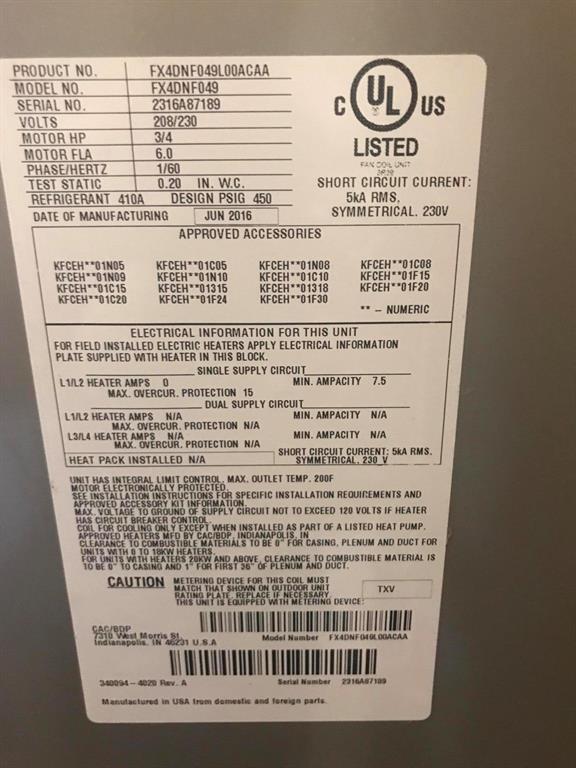 PRODUCT NO. FX4DNF049L00ACAA
MODEL NO. FX4DNF049
SERIAL NO. 2316A87189
VOLTS 208/230
MOTOR HP 3/4
MOTOR FLA 6.0
PHASE/HERTZ 1/60
TEST STATIC 0.20 IN. W.C.
REFRIGERANT 410A DESIGN PSIG 450
DATE OF MANUFACTURING JUN 2016
C UL US
LISTED
FAN COIL UNIT
SHORT CIRCUIT CURRENT:
5kA RMS,
SYMMETRICAL. 230V
APPROVED ACCESSORIES
KFCEH**01N05 KFCEH**01C05 KFCEH**01N08 KFCEH**01C08
KFCEH**01N09 KFCEH**01N10 KFCEH**01C10 KFCEH**01F15
KFCEH**01C15 KFCEH**01315 KFCEH**01318 KFCEH**01F20
KFCEH**01C20 KFCEH**01F24 KFCEH**01F30
** - NUMERIC
ELECTRICAL INFORMATION FOR THIS UNIT
FOR FIELD INSTALLED ELECTRIC HEATERS APPLY ELECTRICAL INFORMATION
PLATE SUPPLIED WITH HEATER IN THIS BLOCK.
SINGLE SUPPLY CIRCUIT
L1/L2 HEATER AMPS 0 MIN. AMPACITY 7.5
MAX. OVERCUR. PROTECTION 15
DUAL SUPPLY CIRCUIT
L1/L2 HEATER AMPS N/A MIN. AMPACITY N/A
MAX. OVERCUR. PROTECTION N/A
L3/L4 HEATER AMPS N/A MIN. AMPACITY N/A
MAX. OVERCUR. PROTECTION N/A
HEAT PACK INSTALLED N/A SHORT CIRCUIT CURRENT: 5kA RMS,
SYMMETRICAL. 230 V
UNIT HAS INTEGRAL LIMIT CONTROL. MAX. OUTLET TEMP. 200F
MOTOR ELECTRONICALLY PROTECTED.
SEE INSTALLATION INSTRUCTIONS FOR SPECIFIC INSTALLATION REQUIREMENTS AND
APPROVED ACCESSORY KIT INFORMATION.
MAX. VOLTAGE TO GROUND OF SUPPLY CIRCUIT NOT TO EXCEED 120 VOLTS IF HEATER
HAS CIRCUIT BREAKER CONTROL.
COIL FOR COOLING ONLY EXCEPT WHEN INSTALLED AS PART OF A LISTED HEAT PUMP.
APPROVED HEATERS MFD BY CAC/BDP, INDIANAPOLIS, IN
CLEARANCE TO COMBUSTIBLE MATERIALS TO BE 0" FOR CASING, PLENUM AND DUCT FOR
UNITS WITH 0 TO 18KW HEATERS.
FOR UNITS WITH HEATERS 20KW AND ABOVE, CLEARANCE TO COMBUSTIBLE MATERIAL IS
TO BE 0" TO CASING AND 1" FOR FIRST 36" OF PLENUM AND DUCT.
CAUTION METERING DEVICE FOR THIS COIL MUST
MATCH THAT SHOWN ON OUTDOOR UNIT
RATING PLATE. REPLACE IF NECESSARY.
THIS UNIT IS EQUIPPED WITH METERING DEVICE: TXV
CAC/BDP
7310 West Morris St.
Indianapolis, IN 46231 U.S.A
Model Number FX4DNF049L00ACAA
340094-4020 Rev. A Serial Number 2316A87189
Manufactured in USA from domestic and foreign parts.